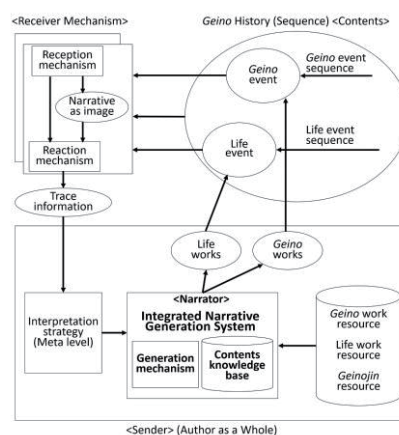 <Receiver Mechanism>
Geino History (Sequence) <Contents>
Reception
mechanism
Narrative
as image
Reaction
mechanism
Trace
information
Geino
event
Geino event
sequence
Life
event
Life event
sequence
Life
works
Geino
works
Interpretation
strategy
(Meta level)
<Narrator>
Integrated Narrative
Generation System
Generation
mechanism
Contents
knowledge
base
Geino work
resource
Life work
resource
Geinojin
resource
<Sender> (Author as a Whole)